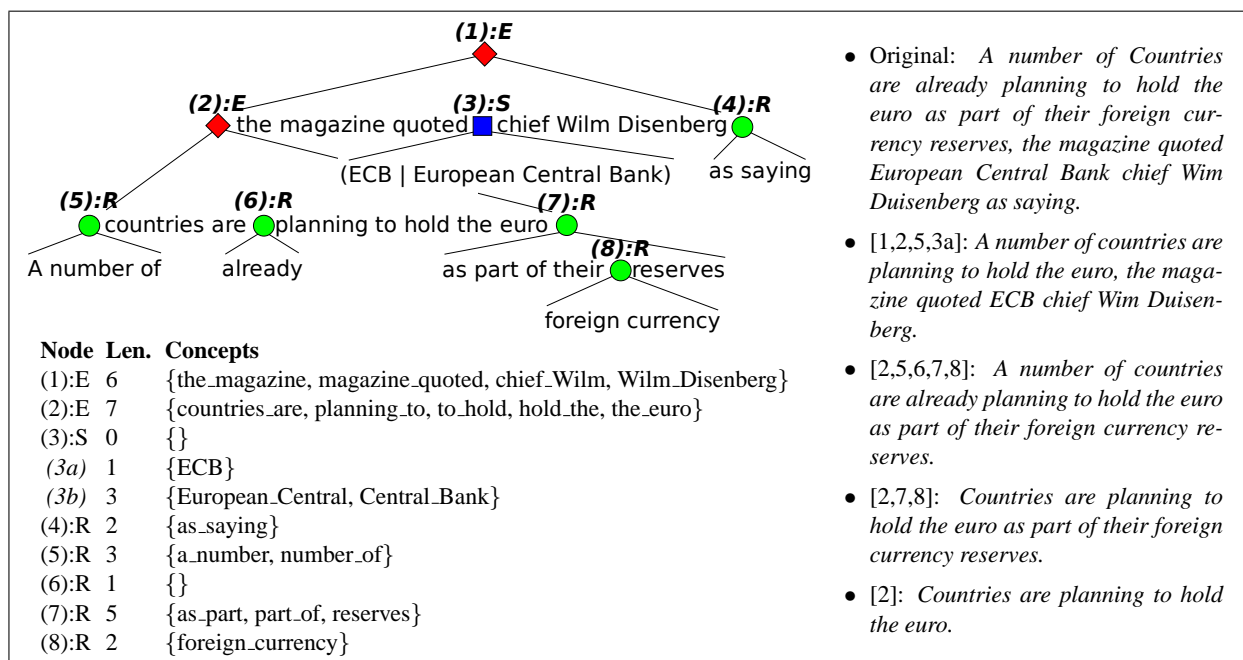 (1):E
(2):E
(3):S
(4):R
the magazine quoted chief Wilm Disenberg
(ECB | European Central Bank)
as saying
(5):R
(6):R
(7):R
countries are planning to hold the euro
(8):R
A number of
already
as part of their reserves
foreign currency
Node Len. Concepts
(1):E 6 {the_magazine, magazine_quoted, chief_Wilm, Wilm_Disenberg}
(2):E 7 {countries_are, planning_to, to_hold, hold_the, the_euro}
(3):S 0 {}
(3a) 1 {ECB}
(3b) 3 {European_Central, Central_Bank}
(4):R 2 {as_saying}
(5):R 3 {a_number, number_of}
(6):R 1 {}
(7):R 5 {as_part, part_of, reserves}
(8):R 2 {foreign_currency}
• Original: A number of Countries
are already planning to hold the
euro as part of their foreign cur-
rency reserves, the magazine quoted
European Central Bank chief Wim
Duisenberg as saying.
• [1,2,5,3a]: A number of countries are
planning to hold the euro, the maga-
zine quoted ECB chief Wim Duisen-
berg.
• [2,5,6,7,8]: A number of countries
are already planning to hold the euro
as part of their foreign currency re-
serves.
• [2,7,8]: Countries are planning to
hold the euro as part of their foreign
currency reserves.
• [2]: Countries are planning to hold
the euro.